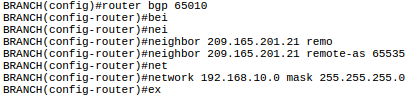 BRANCH(config)#router bgp 65010
BRANCH(config-router)#bei
BRANCH(config-router)#nei
BRANCH(config-router)#neighbor 209.165.201.21 remo
BRANCH(config-router)#neighbor 209.165.201.21 remote-as 65535
BRANCH(config-router)#net
BRANCH(config-router)#network 192.168.10.0 mask 255.255.255.0
BRANCH(config-router)#ex